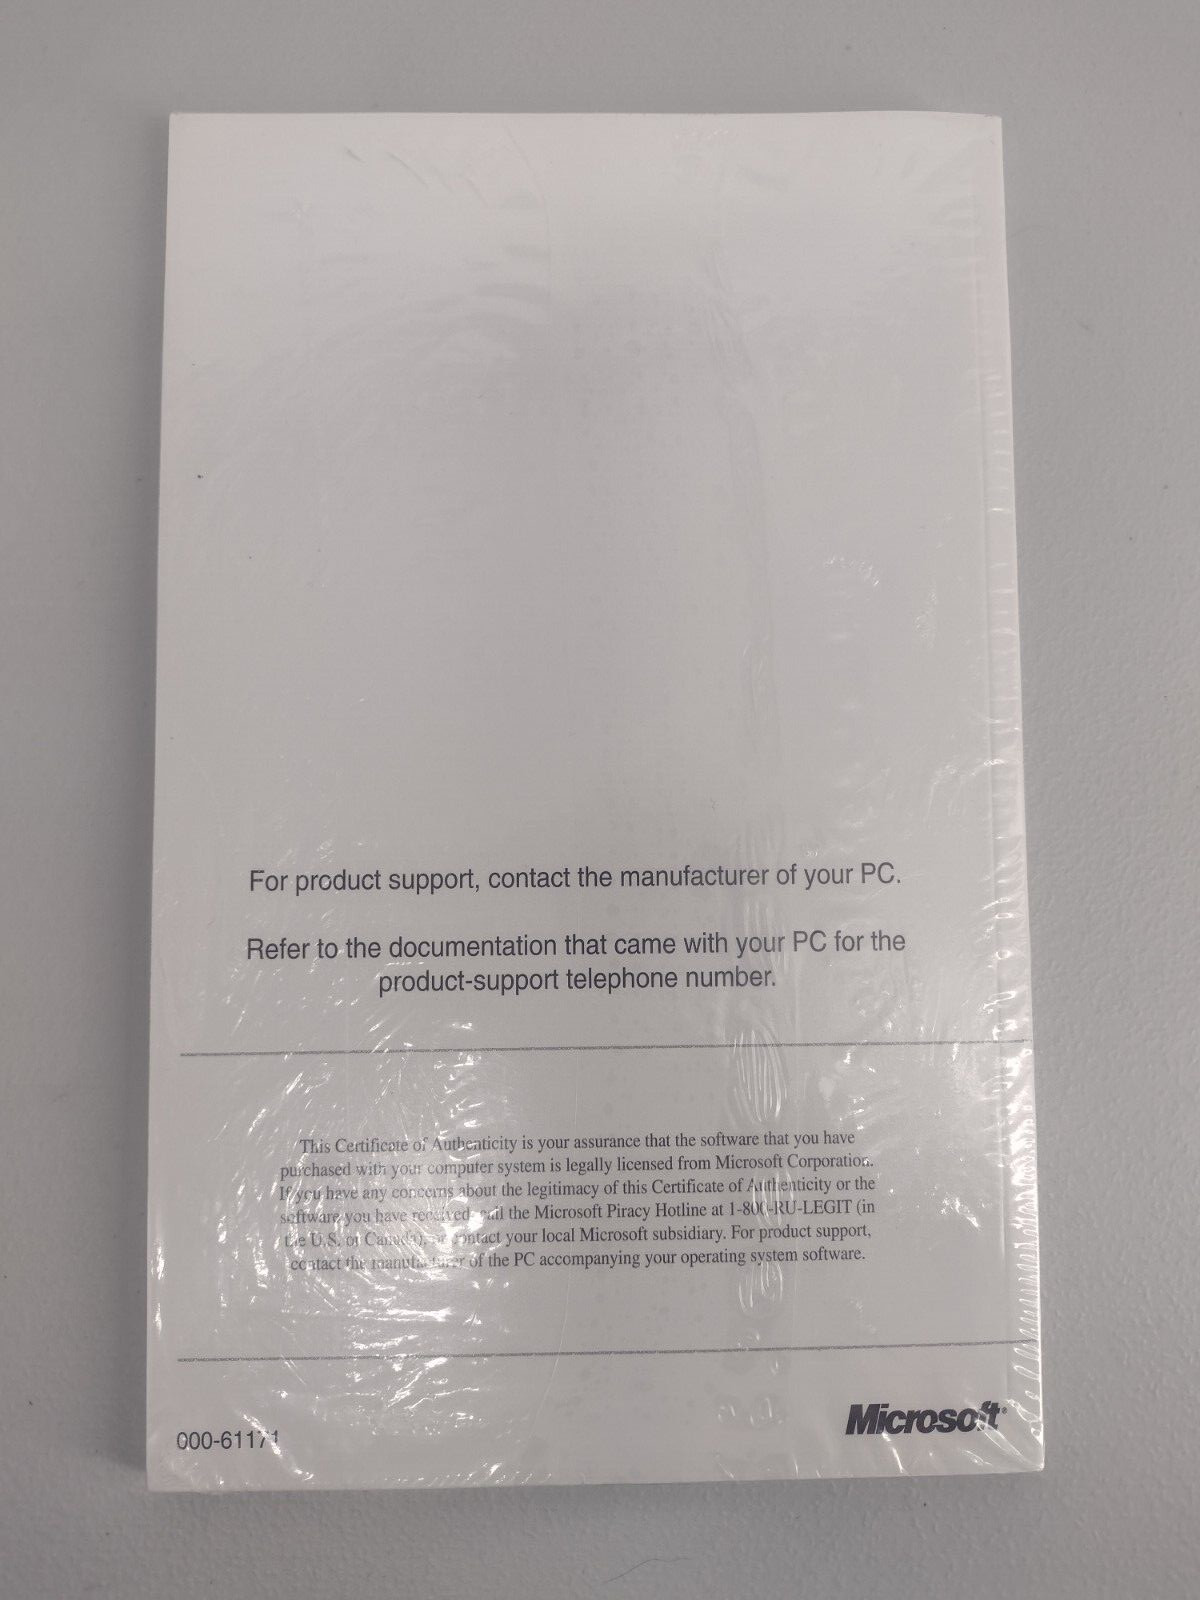 For product support, contact the manufacturer of your PC.
Refer to the documentation that came with your PC for the
product-support telephone number.
This Certificate of Authenticity is your assurance that the software that you have
purchased with your computer system is legally licensed from Microsoft Corporation.
If you have any concerns about the legitimacy of this Certificate of Authenticity or the
software you have received, call the Microsoft Piracy Hotline at 1-800-RU-LEGIT (in
the U.S. or Canada), or contact your local Microsoft subsidiary. For product support,
contact the manufacturer of the PC accompanying your operating system software.
000-61171
Microsoft®